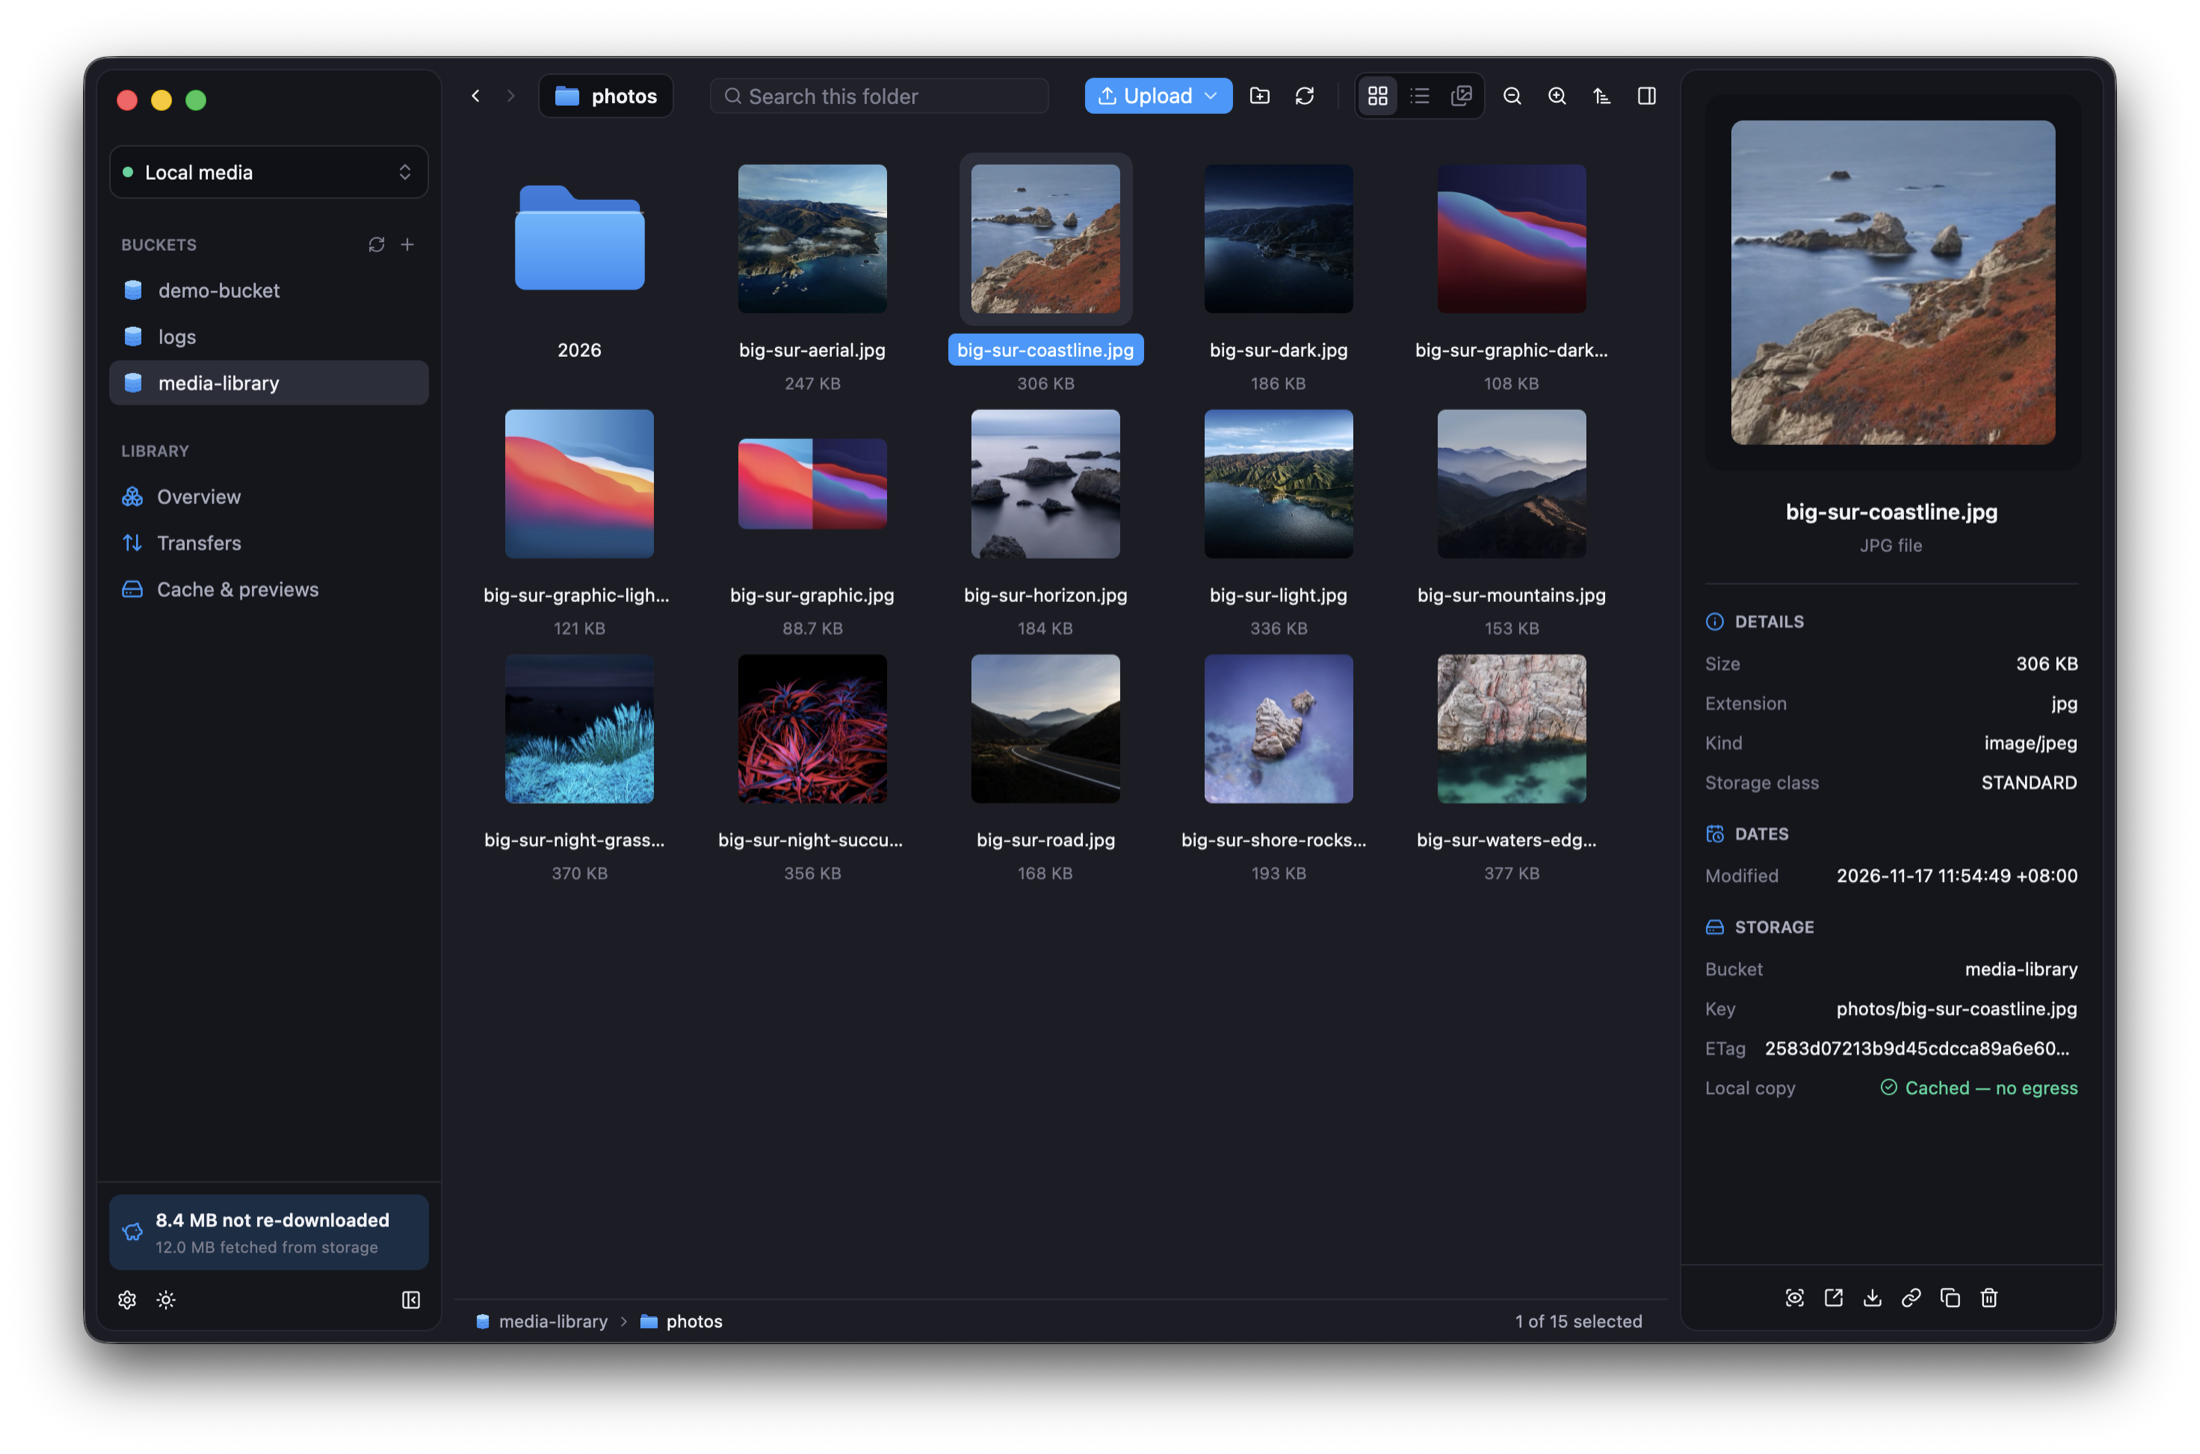 Local media
BUCKETS
demo-bucket
logs
media-library
LIBRARY
Overview
Transfers
Cache & previews
8.4 MB not re-downloaded
12.0 MB fetched from storage
photos
Search this folder
Upload
2026
big-sur-aerial.jpg
247 KB
big-sur-coastline.jpg
306 KB
big-sur-dark.jpg
186 KB
big-sur-graphic-dark...
108 KB
big-sur-graphic-ligh...
121 KB
big-sur-graphic.jpg
88.7 KB
big-sur-horizon.jpg
184 KB
big-sur-light.jpg
336 KB
big-sur-mountains.jpg
153 KB
big-sur-night-grass...
370 KB
big-sur-night-succu...
356 KB
big-sur-road.jpg
168 KB
big-sur-shore-rocks...
193 KB
big-sur-waters-edg...
377 KB
media-library > photos
1 of 15 selected
big-sur-coastline.jpg
JPG file
DETAILS
Size 306 KB
Extension jpg
Kind image/jpeg
Storage class STANDARD
DATES
Modified 2026-11-17 11:54:49 +08:00
STORAGE
Bucket media-library
Key photos/big-sur-coastline.jpg
ETag 2583d07213b9d45cdcca89a6e60...
Local copy Cached — no egress